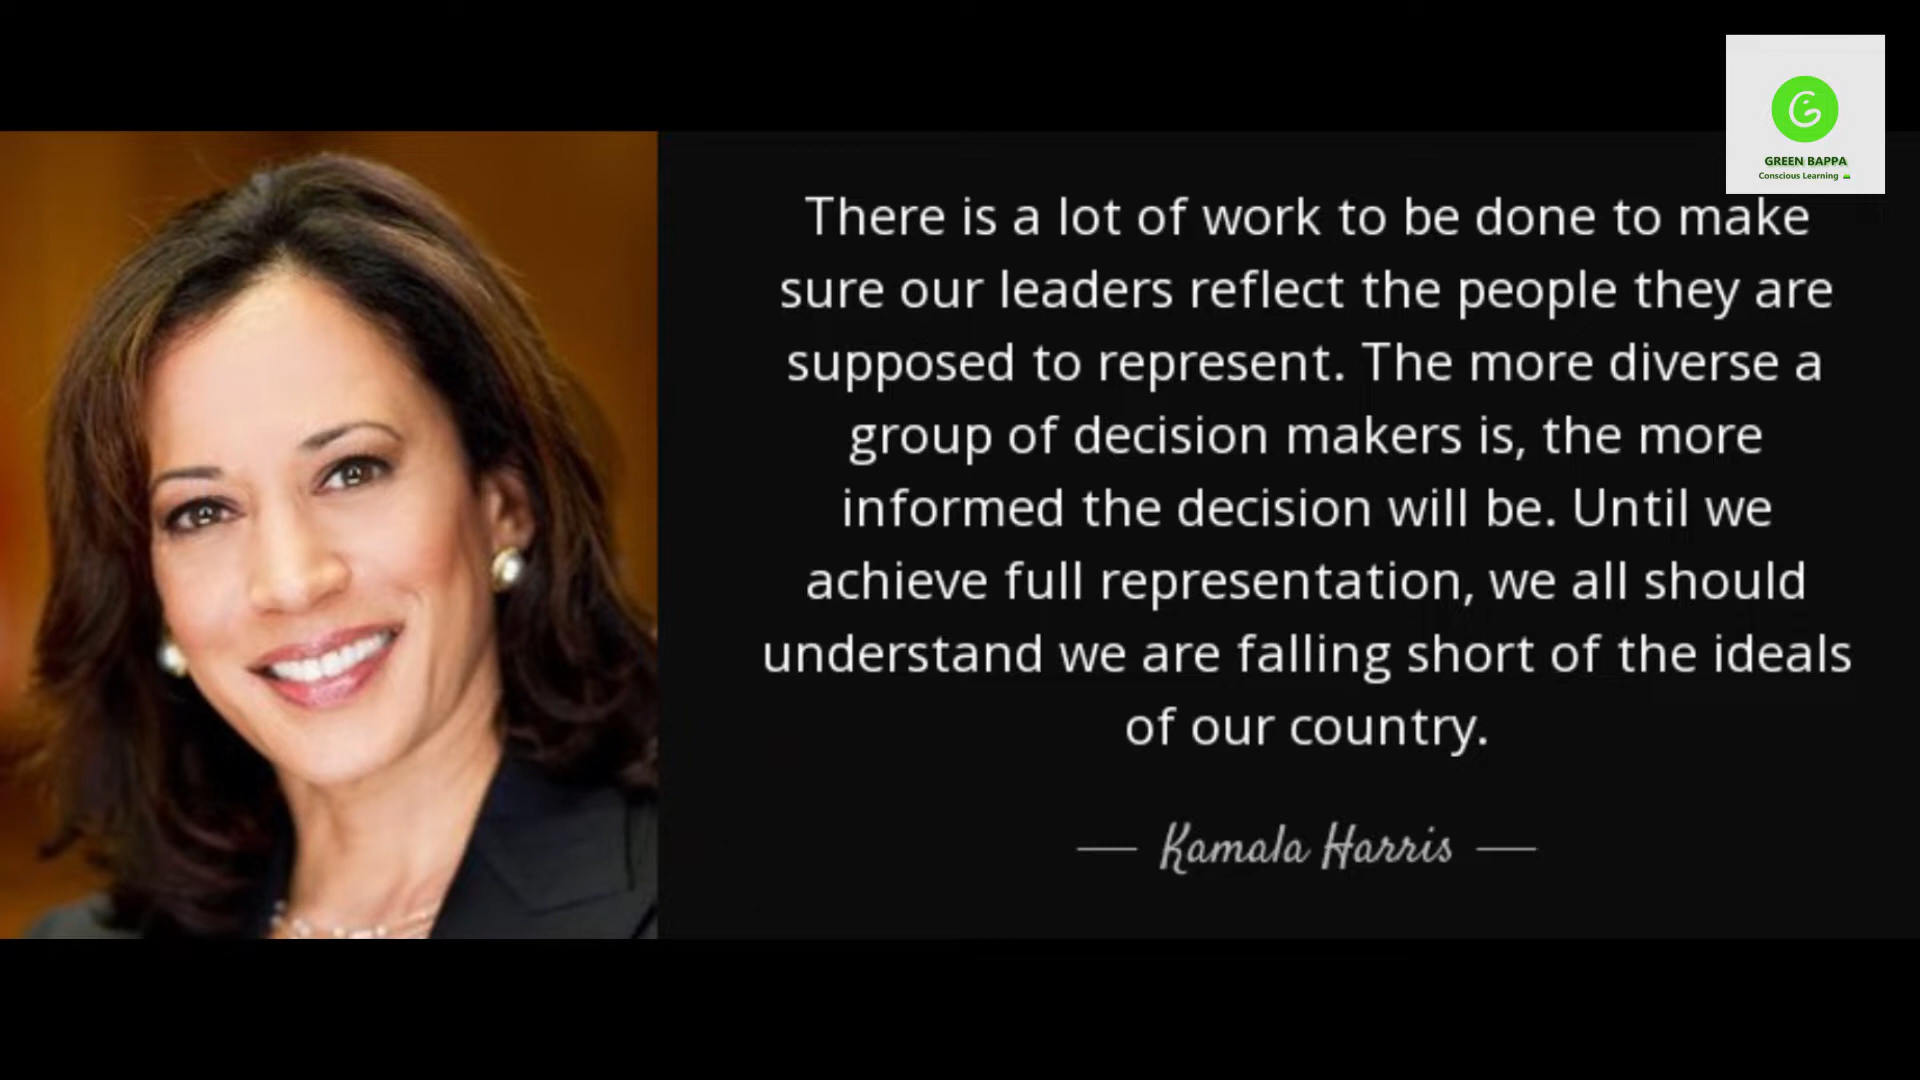 GREEN BAPPA
Conscious Learning
There is a lot of work to be done to make
sure our leaders reflect the people they are
supposed to represent. The more diverse a
group of decision makers is, the more
informed the decision will be. Until we
achieve full representation, we all should
understand we are falling short of the ideals
of our country.
Kamala Harris